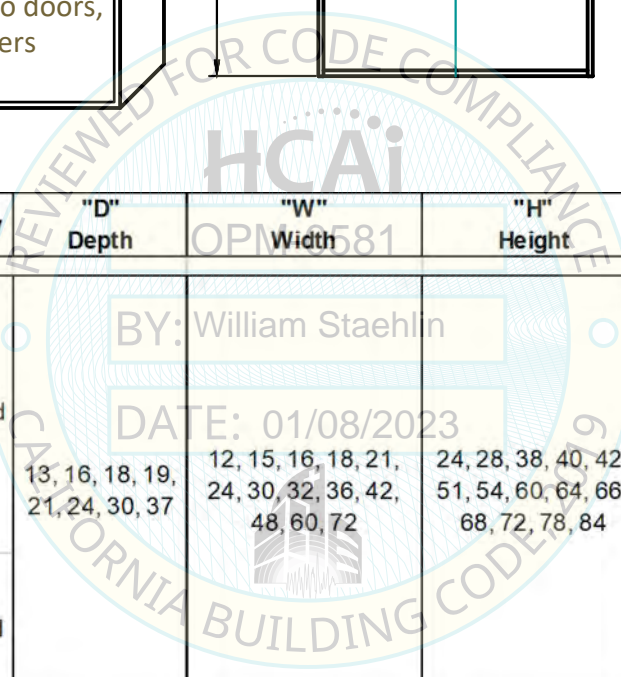 o doors,
ers
REVIEWED FOR CODE COMPLIANCE
HCAi
"D"
Depth
"W"
Width
"H"
Height
OPM-0581
BY: William Staehlin
DATE: 01/08/2023
13, 16, 18, 19,
21, 24, 30, 37
12, 15, 16, 18, 21,
24, 30, 32, 36, 42,
48, 60, 72
24, 28, 38, 40, 42
51, 54, 60, 64, 66
68, 72, 78, 84
CALIFORNIA BUILDING CODE, 2019